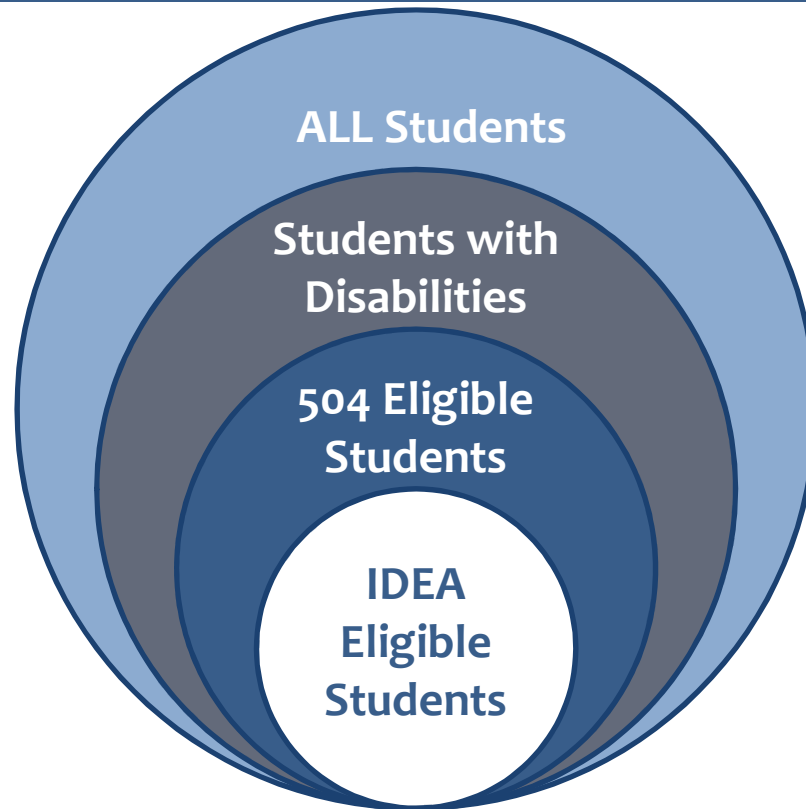 ALL Students
Students with
Disabilities
504 Eligible
Students
IDEA
Eligible
Students